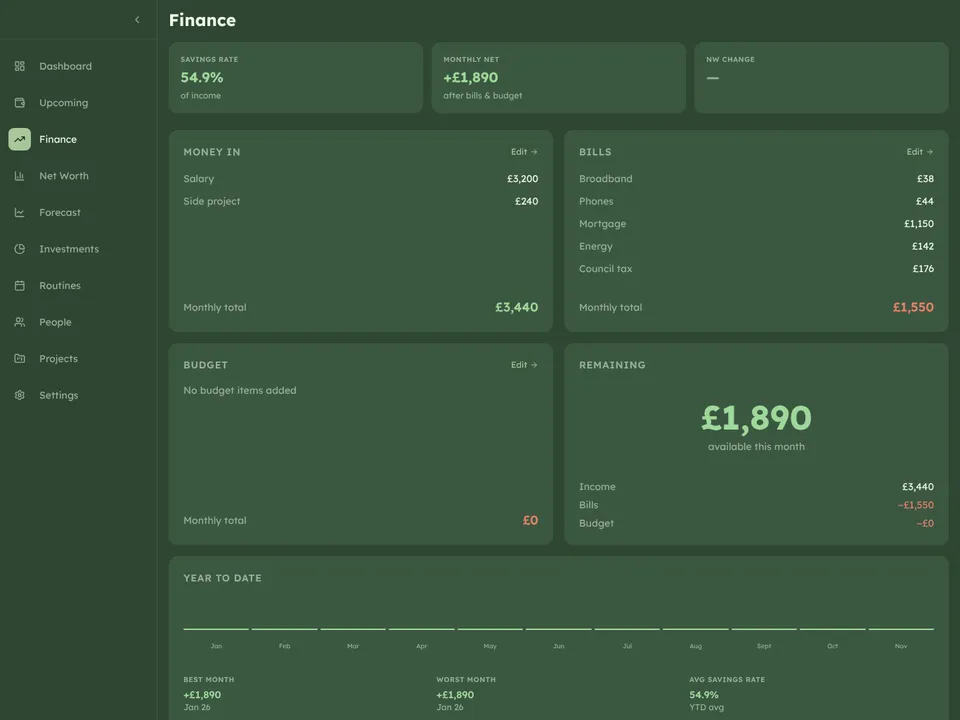 Finance
Dashboard
Upcoming
Finance
Net Worth
Forecast
Investments
Routines
People
Projects
Settings
SAVINGS RATE
54.9%
of income
MONTHLY NET
+£1,890
after bills & budget
NW CHANGE
—
MONEY IN
Edit →
Salary £3,200
Side project £240
Monthly total £3,440
BILLS
Edit →
Broadband £38
Phones £44
Mortgage £1,150
Energy £142
Council tax £176
Monthly total £1,550
BUDGET
Edit →
No budget items added
Monthly total £0
REMAINING
£1,890
available this month
Income £3,440
Bills −£1,550
Budget −£0
YEAR TO DATE
Jan Feb Mar Apr May Jun Jul Aug Sept Oct Nov
BEST MONTH
+£1,890
Jan 26
WORST MONTH
+£1,890
Jan 26
AVG SAVINGS RATE
54.9%
YTD avg